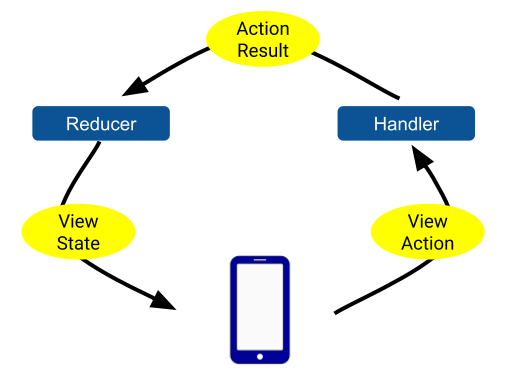 Action
Result
Reducer
Handler
View
State
View
Action